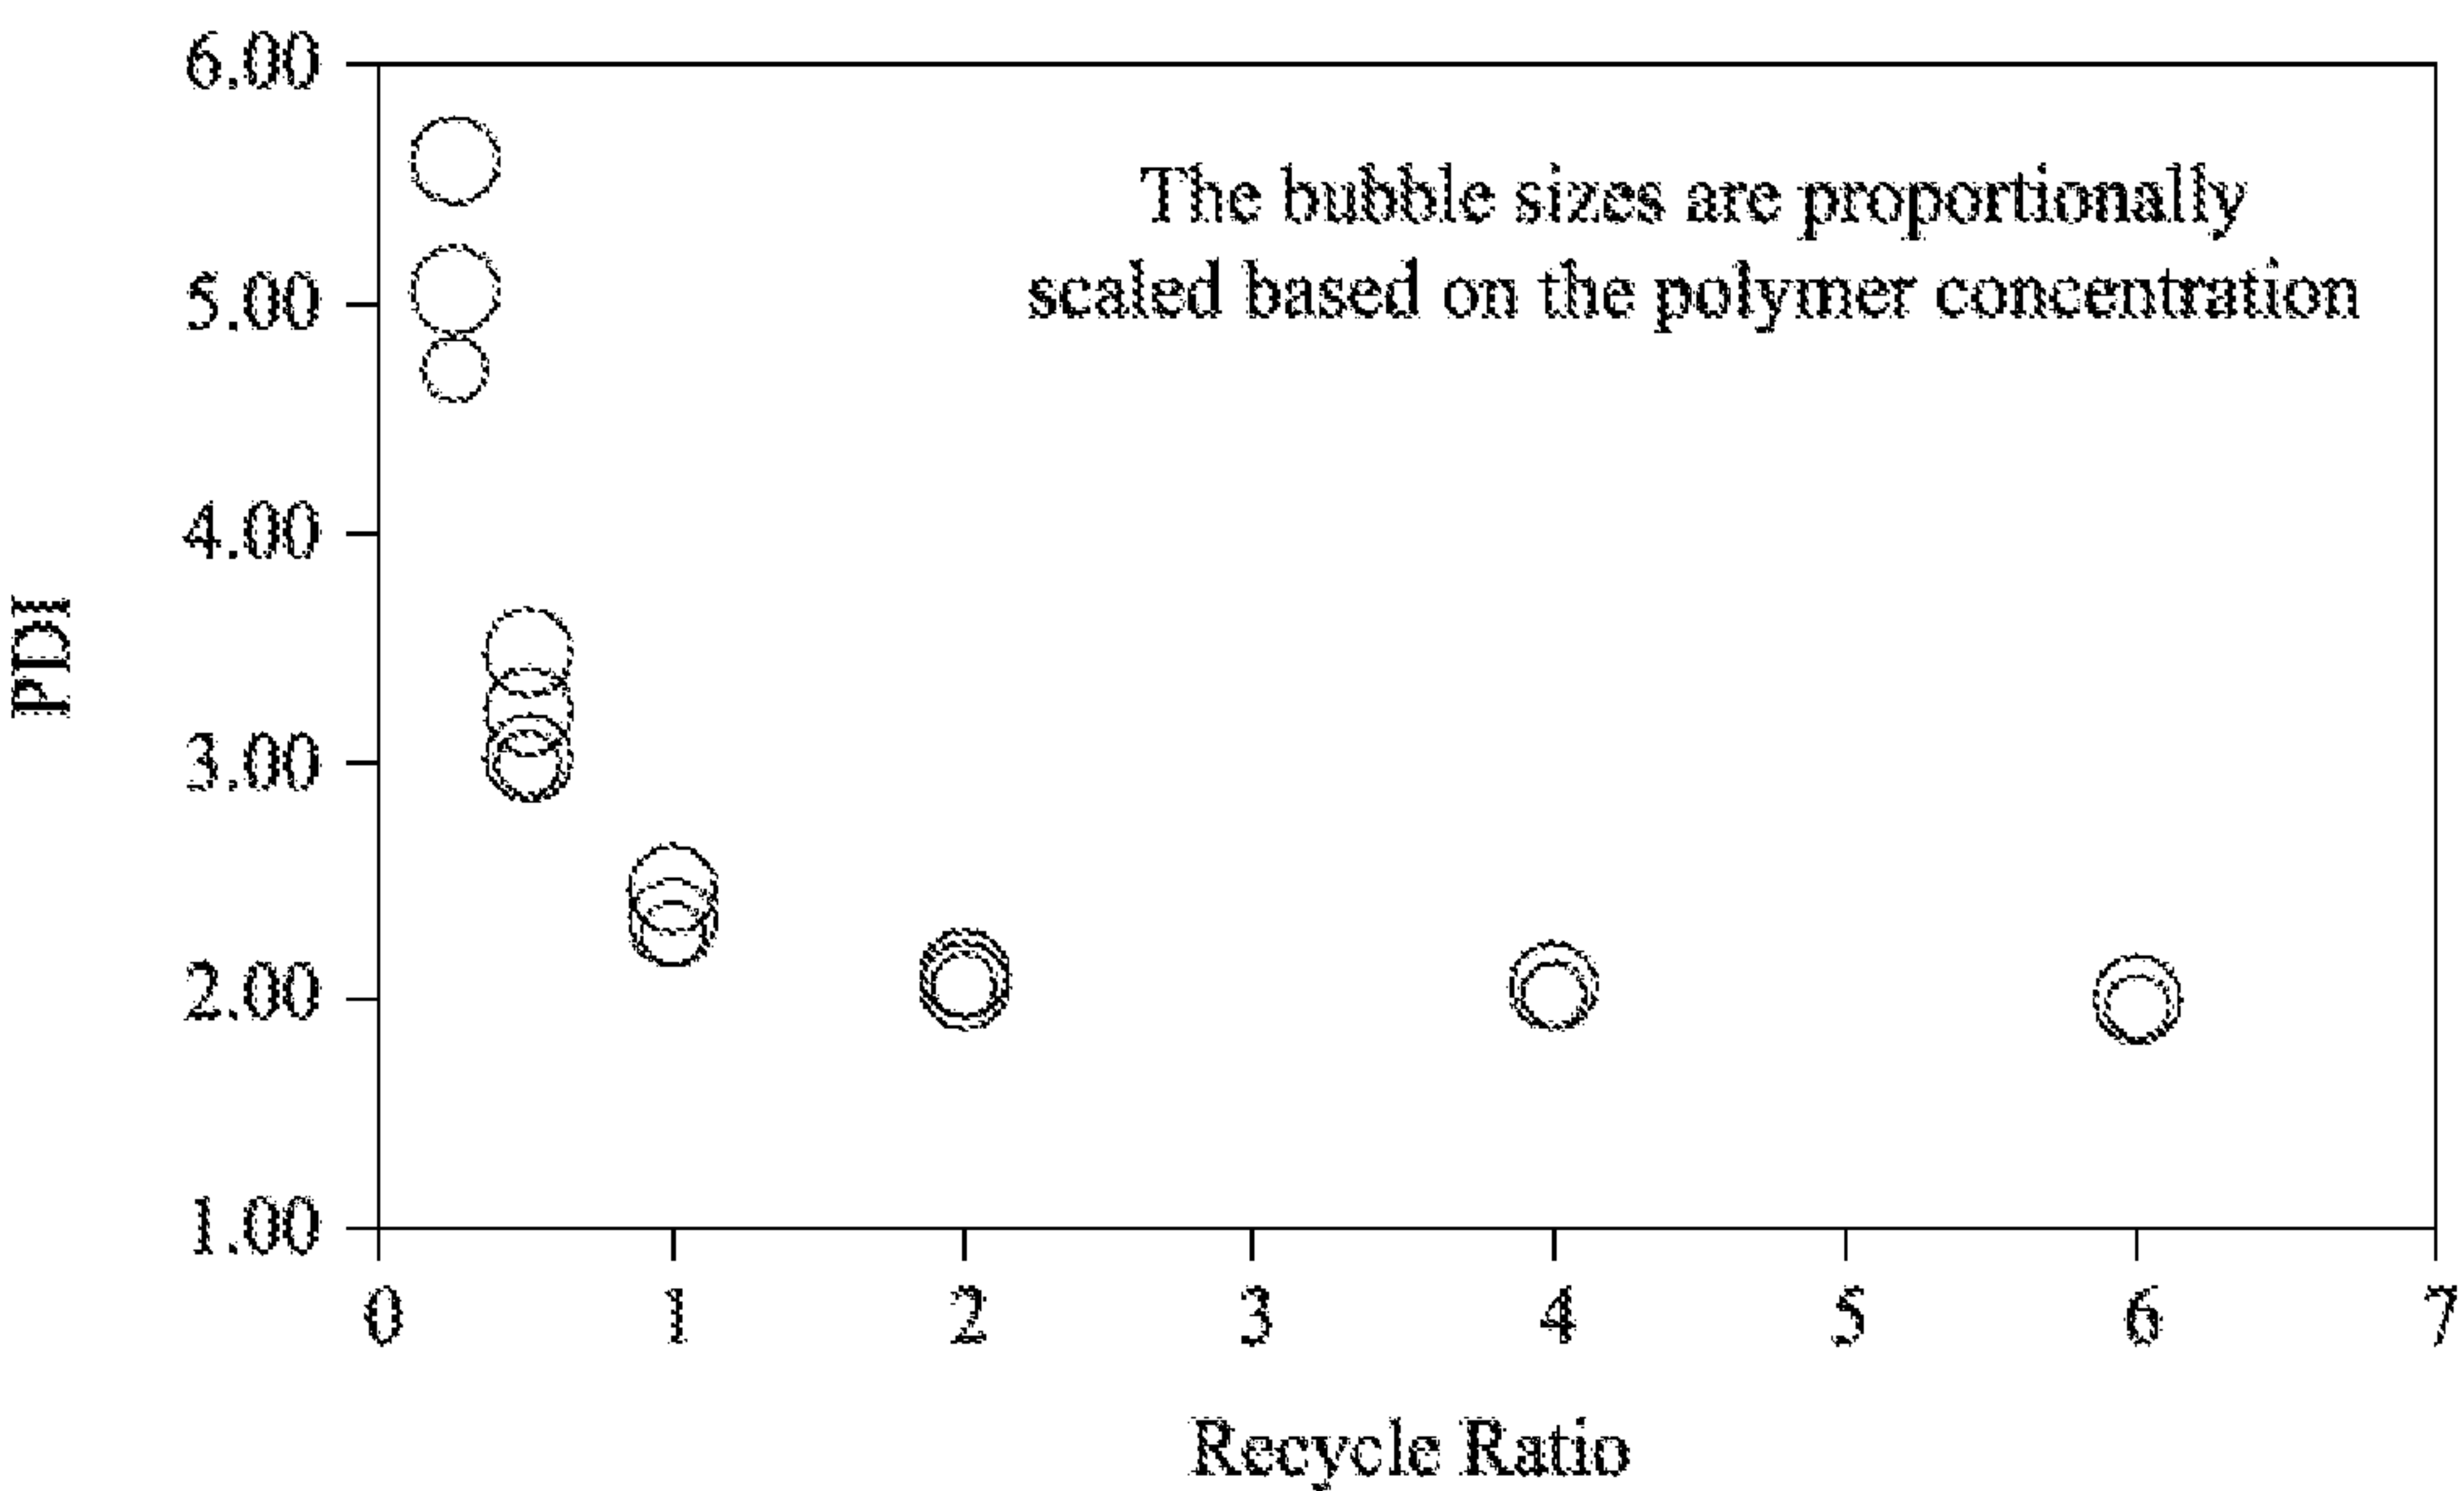 6.00
The bubble sizes are proportionally
scaled based on the polymer concentration
5.00
4.00
PDI
3.00
2.00
1.00
0 1 2 3 4 5 6 7
Recycle Ratio